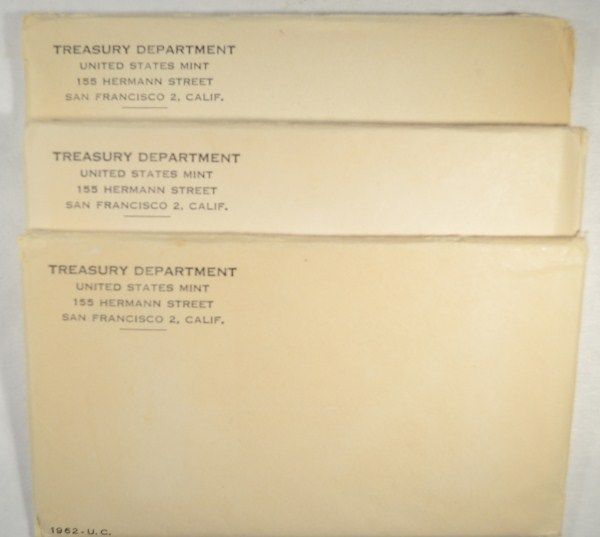 TREASURY DEPARTMENT
UNITED STATES MINT
155 HERMANN STREET
SAN FRANCISCO 2, CALIF.
TREASURY DEPARTMENT
UNITED STATES MINT
155 HERMANN STREET
SAN FRANCISCO 2, CALIF.
TREASURY DEPARTMENT
UNITED STATES MINT
155 HERMANN STREET
SAN FRANCISCO 2, CALIF.
1962-U.C.